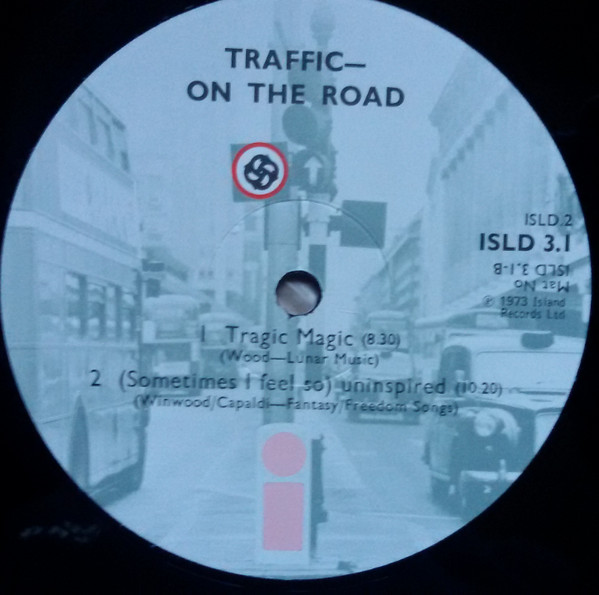 TRAFFIC—
ON THE ROAD
ISLD.2
ISLD 3.1
ISLD 3.1-B
Mat No
℗ 1973 Island
Records Ltd
1 Tragic Magic (8.30)
(Wood—Lunar Music)
2 (Sometimes I feel so) uninspired (10.20)
(Winwood/Capaldi—Fantasy/Freedom Songs)